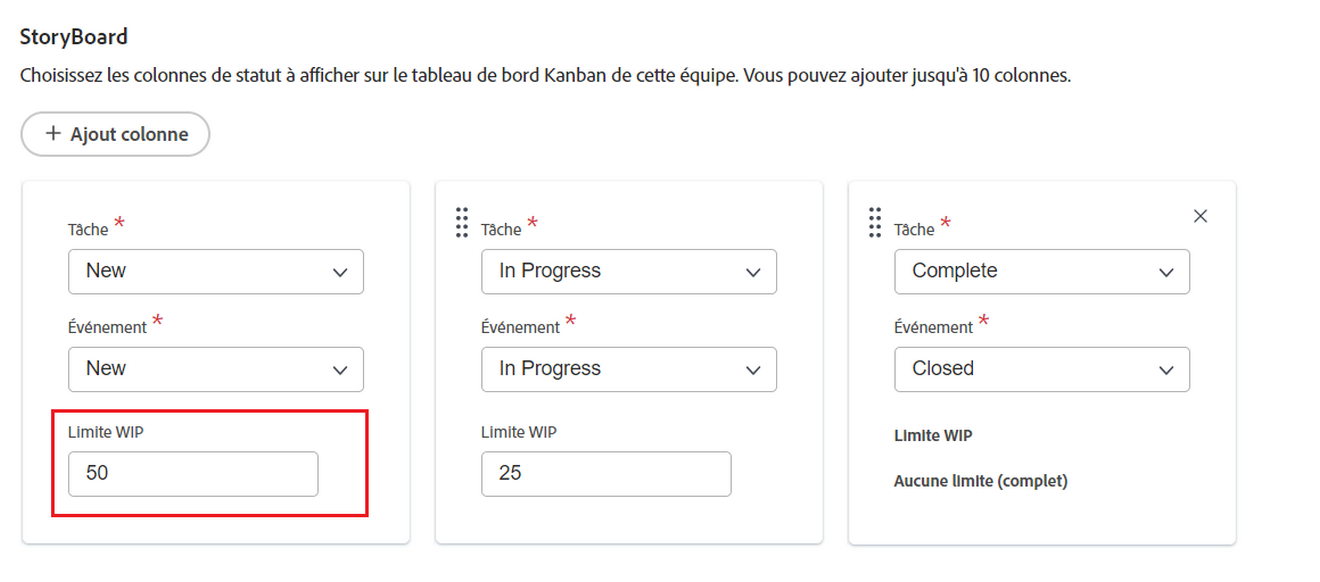 StoryBoard
Choisissez les colonnes de statut à afficher sur le tableau de bord Kanban de cette équipe. Vous pouvez ajouter jusqu'à 10 colonnes.
+ Ajout colonne
Tâche *
New
Événement *
New
Limite WIP
50
Tâche *
In Progress
Événement *
In Progress
Limite WIP
25
Tâche *
Complete
Événement *
Closed
Limite WIP
Aucune limite (complet)